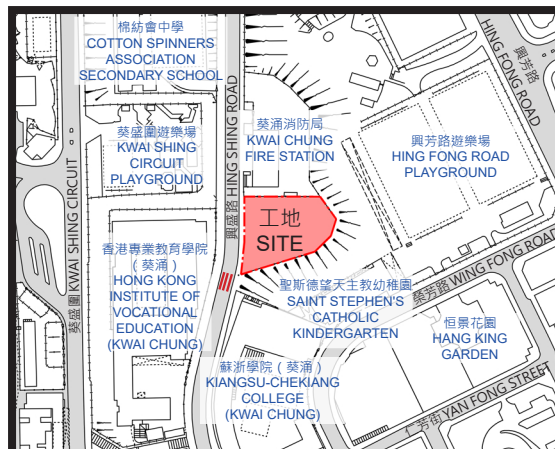 棉紡會中學
COTTON SPINNERS
ASSOCIATION
SECONDARY SCHOOL
葵盛圍遊樂場
KWAI SHING
CIRCUIT
PLAYGROUND
葵涌消防局
KWAI CHUNG
FIRE STATION
興芳路遊樂場
HING FONG ROAD
PLAYGROUND
興芳路
HING FONG
ROAD
葵盛圍 KWAI SHING CIRCUIT
興盛路 HING SHING ROAD
工地
SITE
香港專業教育學院
(葵涌)
HONG KONG
INSTITUTE OF
VOCATIONAL
EDUCATION
(KWAI CHUNG)
聖斯德望天主教幼稚園
SAINT STEPHEN'S
CATHOLIC
KINDERGARTEN
榮芳路 WING FONG ROAD
恒景花園
HANG KING
GARDEN
蘇浙學院(葵涌)
KIANGSU-CHEKIANG
COLLEGE
(KWAI CHUNG)
仁芳街 YAN FONG STREET